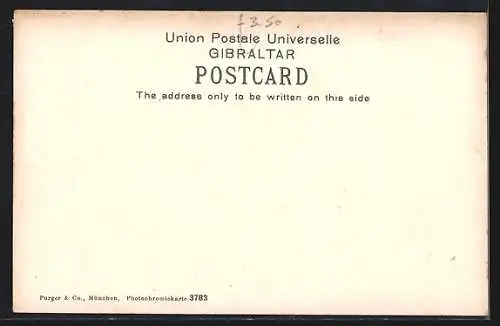 £3.50
Union Postale Universelle
GIBRALTAR
POSTCARD
The address only to be written on this side
Purger & Co., München, Photochromiekarte 3783